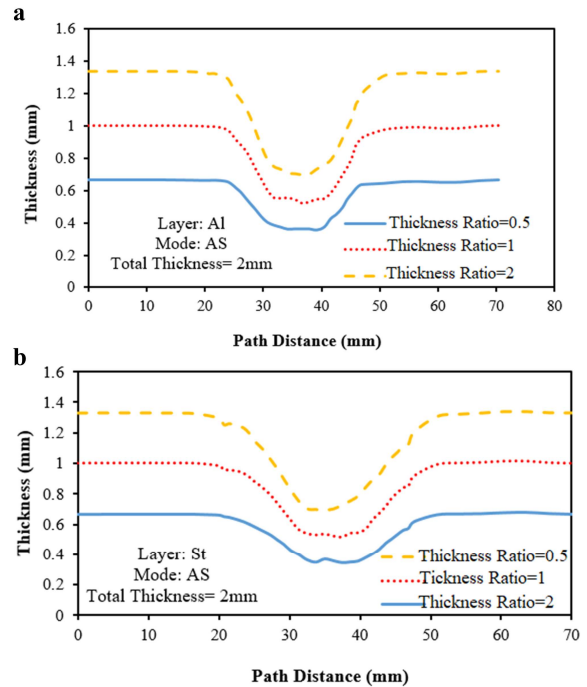 a
1.6
1.4
1.2
1
0.8
0.6
0.4
0.2
0
Thickness (mm)
Layer: Al
Mode: AS
Total Thickness= 2mm
Thickness Ratio=0.5
Thickness Ratio=1
Thickness Ratio=2
0 10 20 30 40 50 60 70 80
Path Distance (mm)
b
1.6
1.4
1.2
1
0.8
0.6
0.4
0.2
0
Thickness (mm)
Layer: St
Mode: AS
Total Thickness= 2mm
Thickness Ratio=0.5
Tickness Ratio=1
Thickness Ratio=2
0 10 20 30 40 50 60 70
Path Distance (mm)